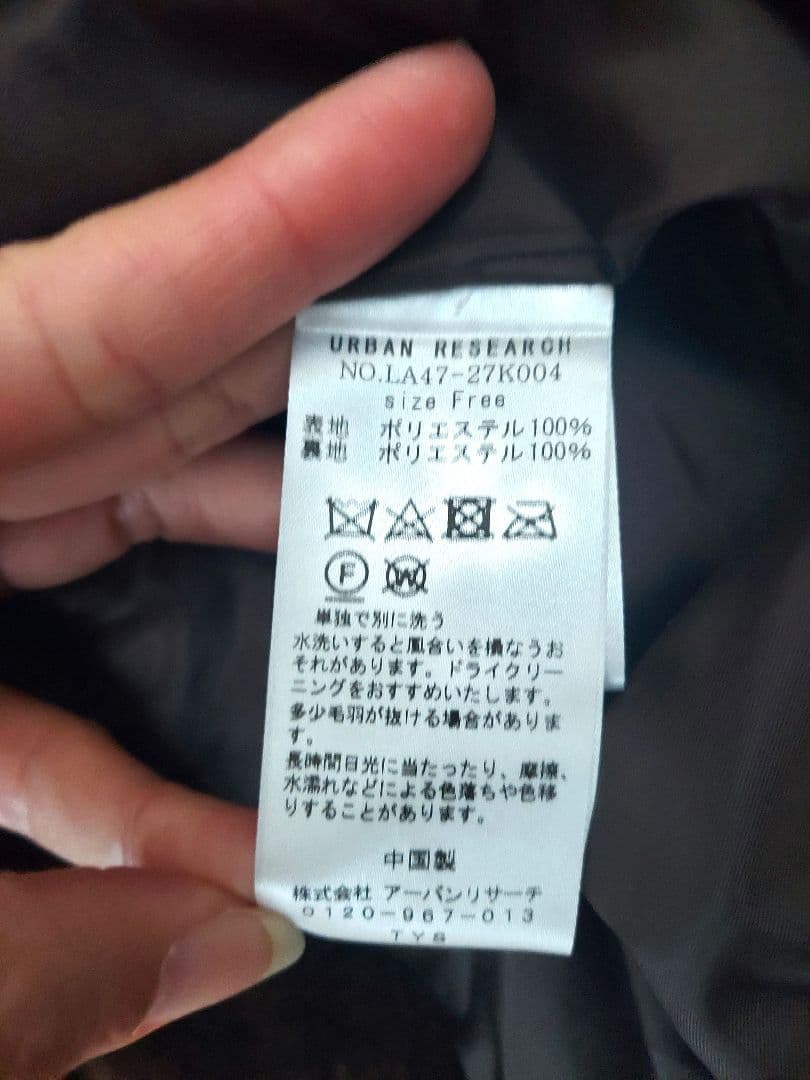 URBAN RESEARCH
NO.LA47-27K004
size Free
表地 ポリエステル100%
裏地 ポリエステル100%
F W
単独で別に洗う
水洗いすると風合いを損なうお
それがあります。ドライクリー
ニングをおすすめいたします。
多少毛羽が抜ける場合がありま
す。
長時間日光に当たったり、摩擦、
水濡れなどによる色落ちや色移
りすることがあります。
中国製
株式会社 アーバンリサーチ
0120-967-013
TYS